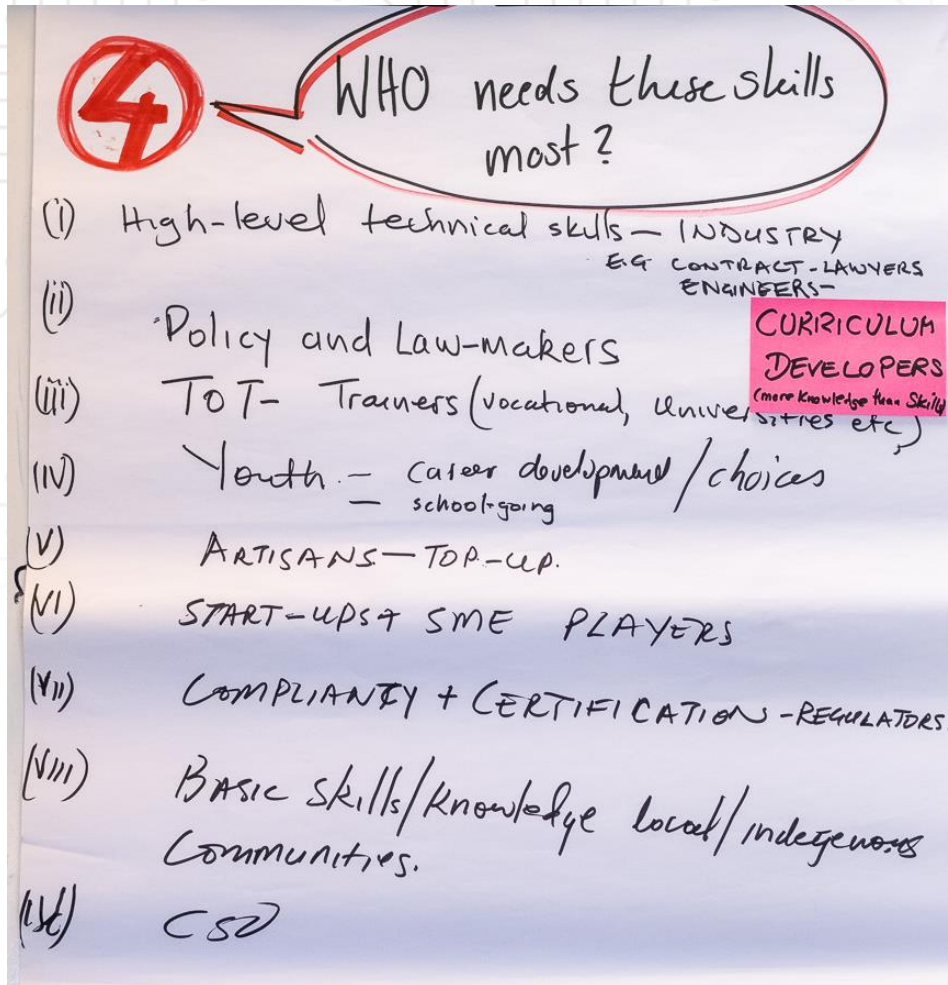 4
WHO needs these skills
most?
(i) High-level technical skills – INDUSTRY
E.G CONTRACT-LAWYERS
ENGINEERS–
(ii) Policy and Law-makers
CURRICULUM
DEVELOPERS
(more knowledge than Skill)
(iii) TOT- Trainers (vocational, universities etc)
(iv) Youth – career development / choices
– school-going
(v) ARTISANS – TOP-UP.
(vi) START-UPS + SME PLAYERS
(vii) COMPLIANCY + CERTIFICATION - REGULATORS
(viii) BASIC Skills/Knowledge local/indegenous
Communities.
(ix) CSO